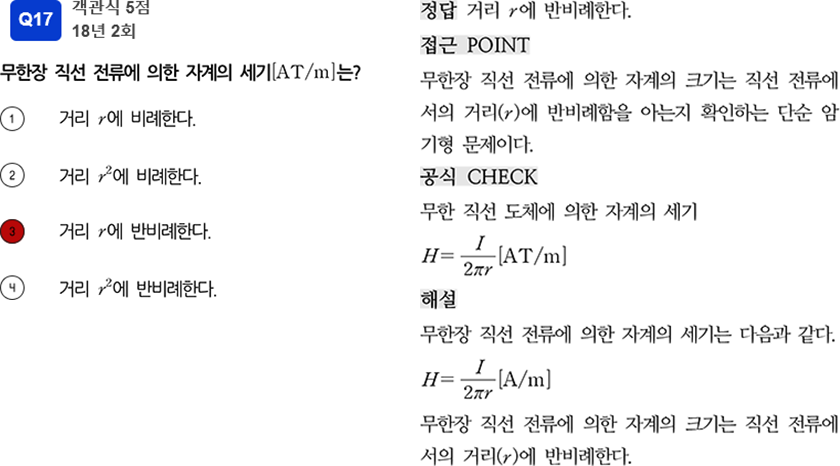 Q17
객관식 5점
18년 2회
무한장 직선 전류에 의한 자계의 세기[AT/m]는?
① 거리 r에 비례한다.
② 거리 r²에 비례한다.
3 거리 r에 반비례한다.
④ 거리 r²에 반비례한다.
정답 거리 r에 반비례한다.
접근 POINT
무한장 직선 전류에 의한 자계의 크기는 직선 전류에
서의 거리(r)에 반비례함을 아는지 확인하는 단순 암
기형 문제이다.
공식 CHECK
무한 직선 도체에 의한 자계의 세기
H = I/2πr [AT/m]
해설
무한장 직선 전류에 의한 자계의 세기는 다음과 같다.
H = I/2πr [A/m]
무한장 직선 전류에 의한 자계의 크기는 직선 전류에
서의 거리(r)에 반비례한다.